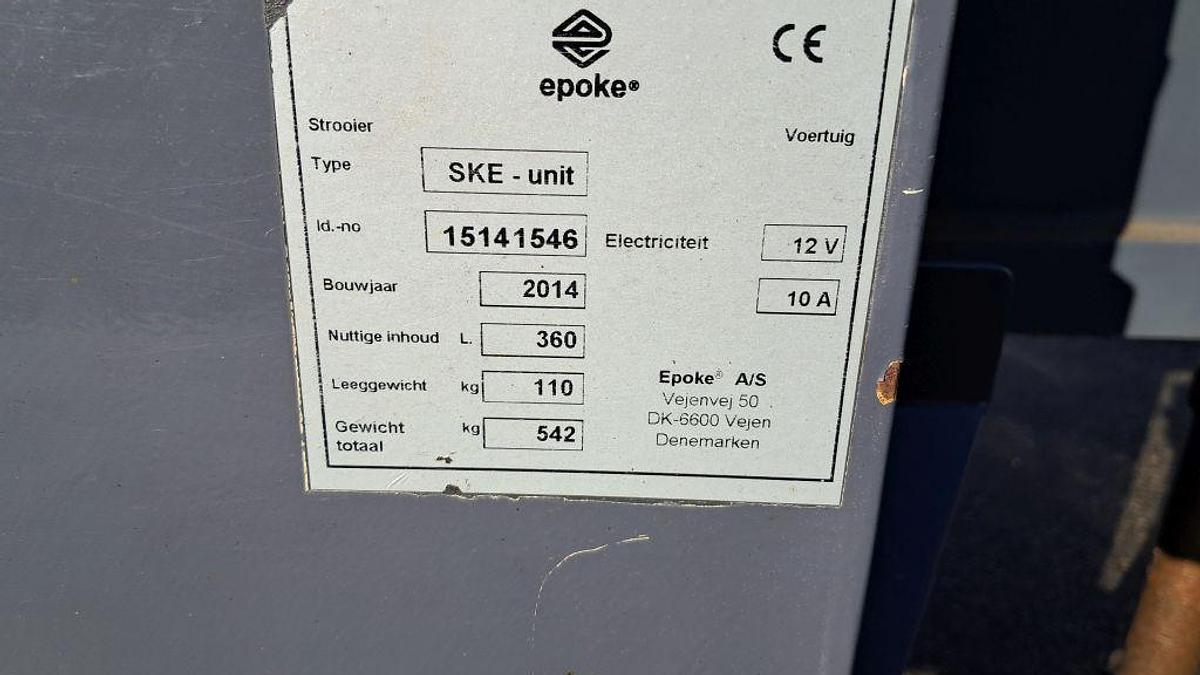 CE
epoke®
Strooier
Voertuig
Type SKE - unit
Id.-no 15141546 Electriciteit 12 V
Bouwjaar 2014 10 A
Nuttige inhoud L. 360
Leeggewicht kg 110
Gewicht totaal kg 542
Epoke® A/S
Vejenvej 50
DK-6600 Vejen
Denemarken